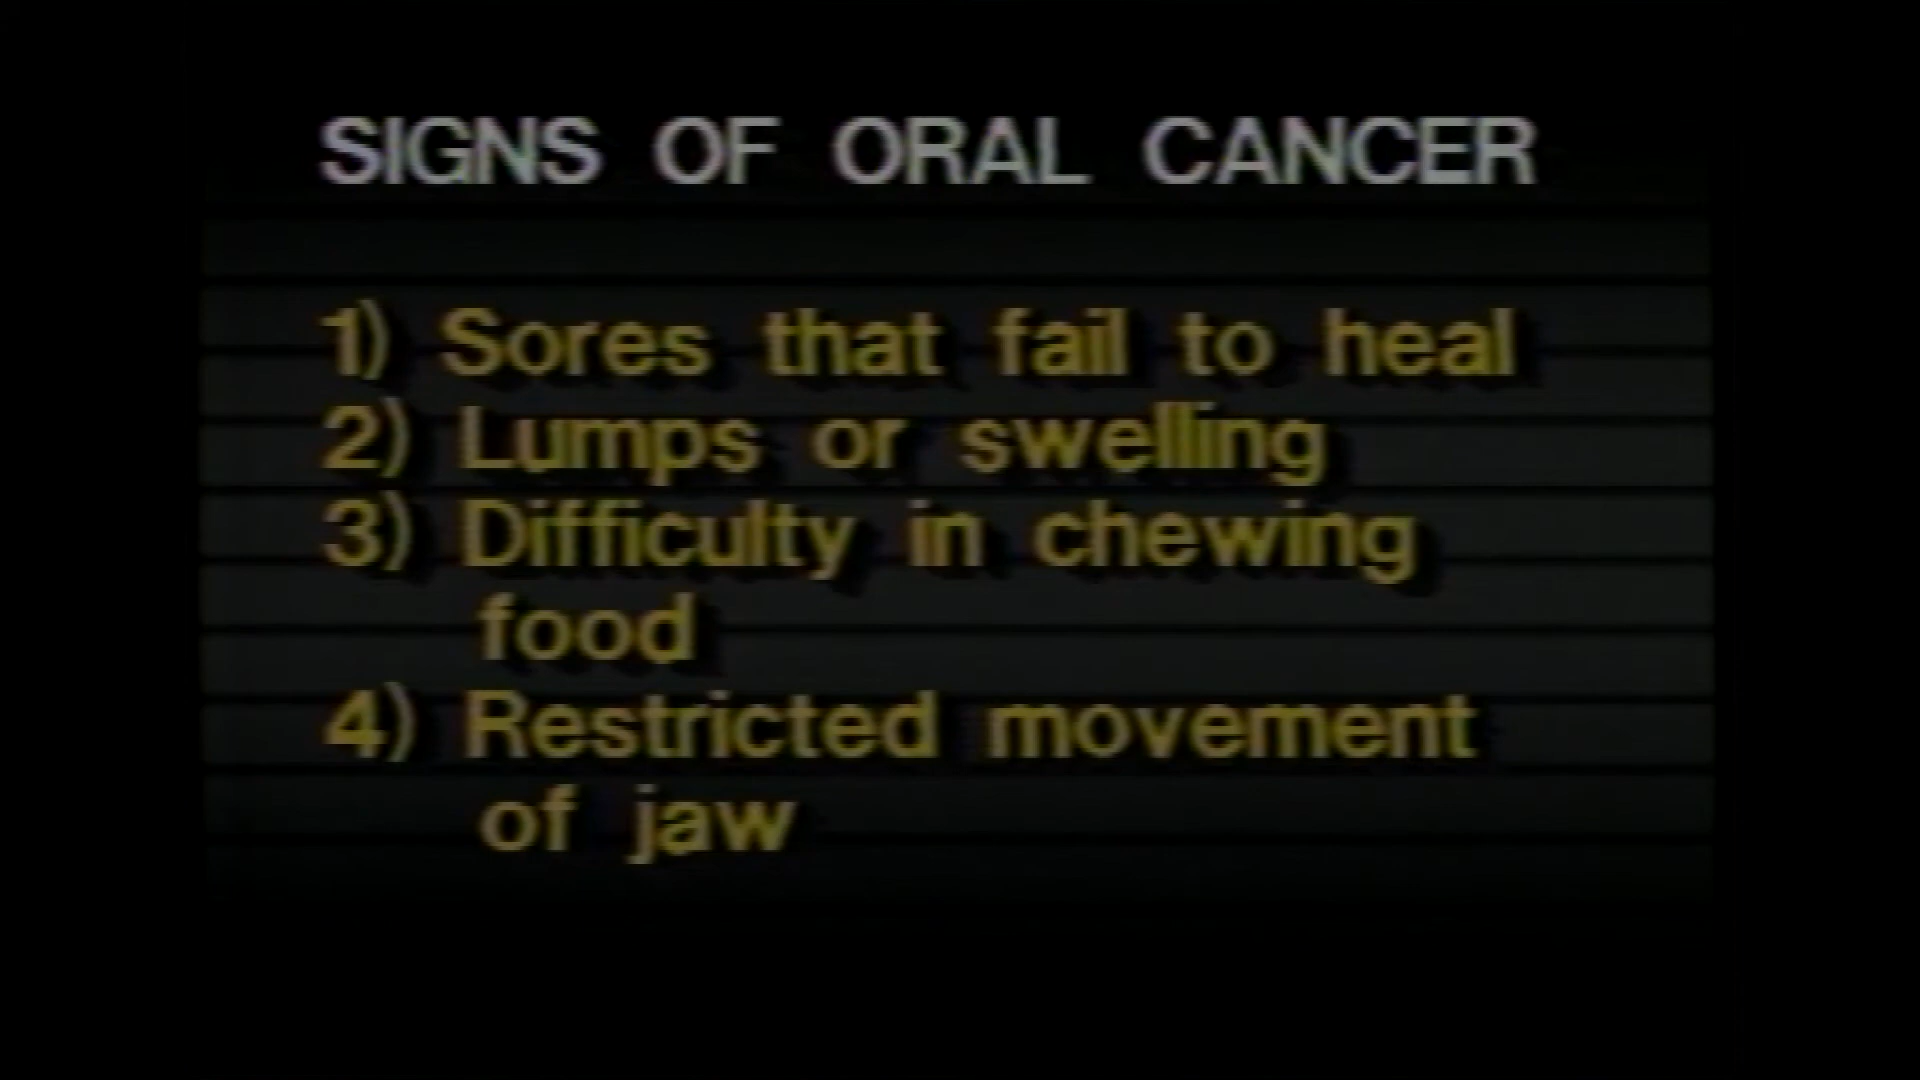 SIGNS OF ORAL CANCER
1) Sores that fail to heal
2) Lumps or swelling
3) Difficulty in chewing
food
4) Restricted movement
of jaw